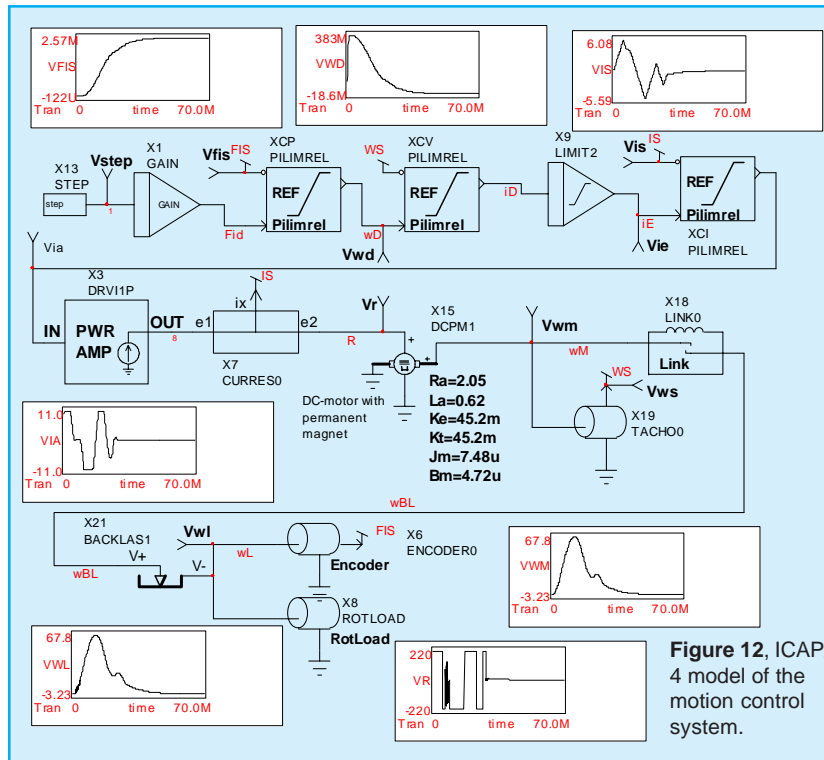 2.57M
VFIS
-122U
Tran 0 time 70.0M
383M
VWD
-18.6M
Tran 0 time 70.0M
6.08
VIS
-5.59
Tran 0 time 70.0M
X13
STEP
step
Vstep
1
X1
GAIN
GAIN
Fid
Vfis
FIS
XCP
PILIMREL
REF
Pilimrel
wD
Vwd
WS
XCV
PILIMREL
REF
Pilimrel
iD
X9
LIMIT2
Vis
IS
iE
Vie
REF
Pilimrel
XCI
PILIMREL
Via
X3
DRVI1P
IN
PWR
AMP
OUT
8
IS
ix
e1
e2
X7
CURRES0
Vr
R
X15
DCPM1
+
+
DC-motor with
permanent
magnet
Ra=2.05
La=0.62
Ke=45.2m
Kt=45.2m
Jm=7.48u
Bm=4.72u
Vwm
wM
X18
LINK0
Link
WS
Vws
X19
TACHO0
11.0
VIA
-11.0
Tran 0 time 70.0M
wBL
X21
BACKLAS1
V+
wBL
V-
Vwl
wL
Encoder
FIS
X6
ENCODER0
X8
ROTLOAD
RotLoad
67.8
VWM
-3.23
Tran 0 time 70.0M
67.8
VWL
-3.23
Tran 0 time 70.0M
220
VR
-220
Tran 0 time 70.0M
Figure 12, ICAP
4 model of the
motion control
system.